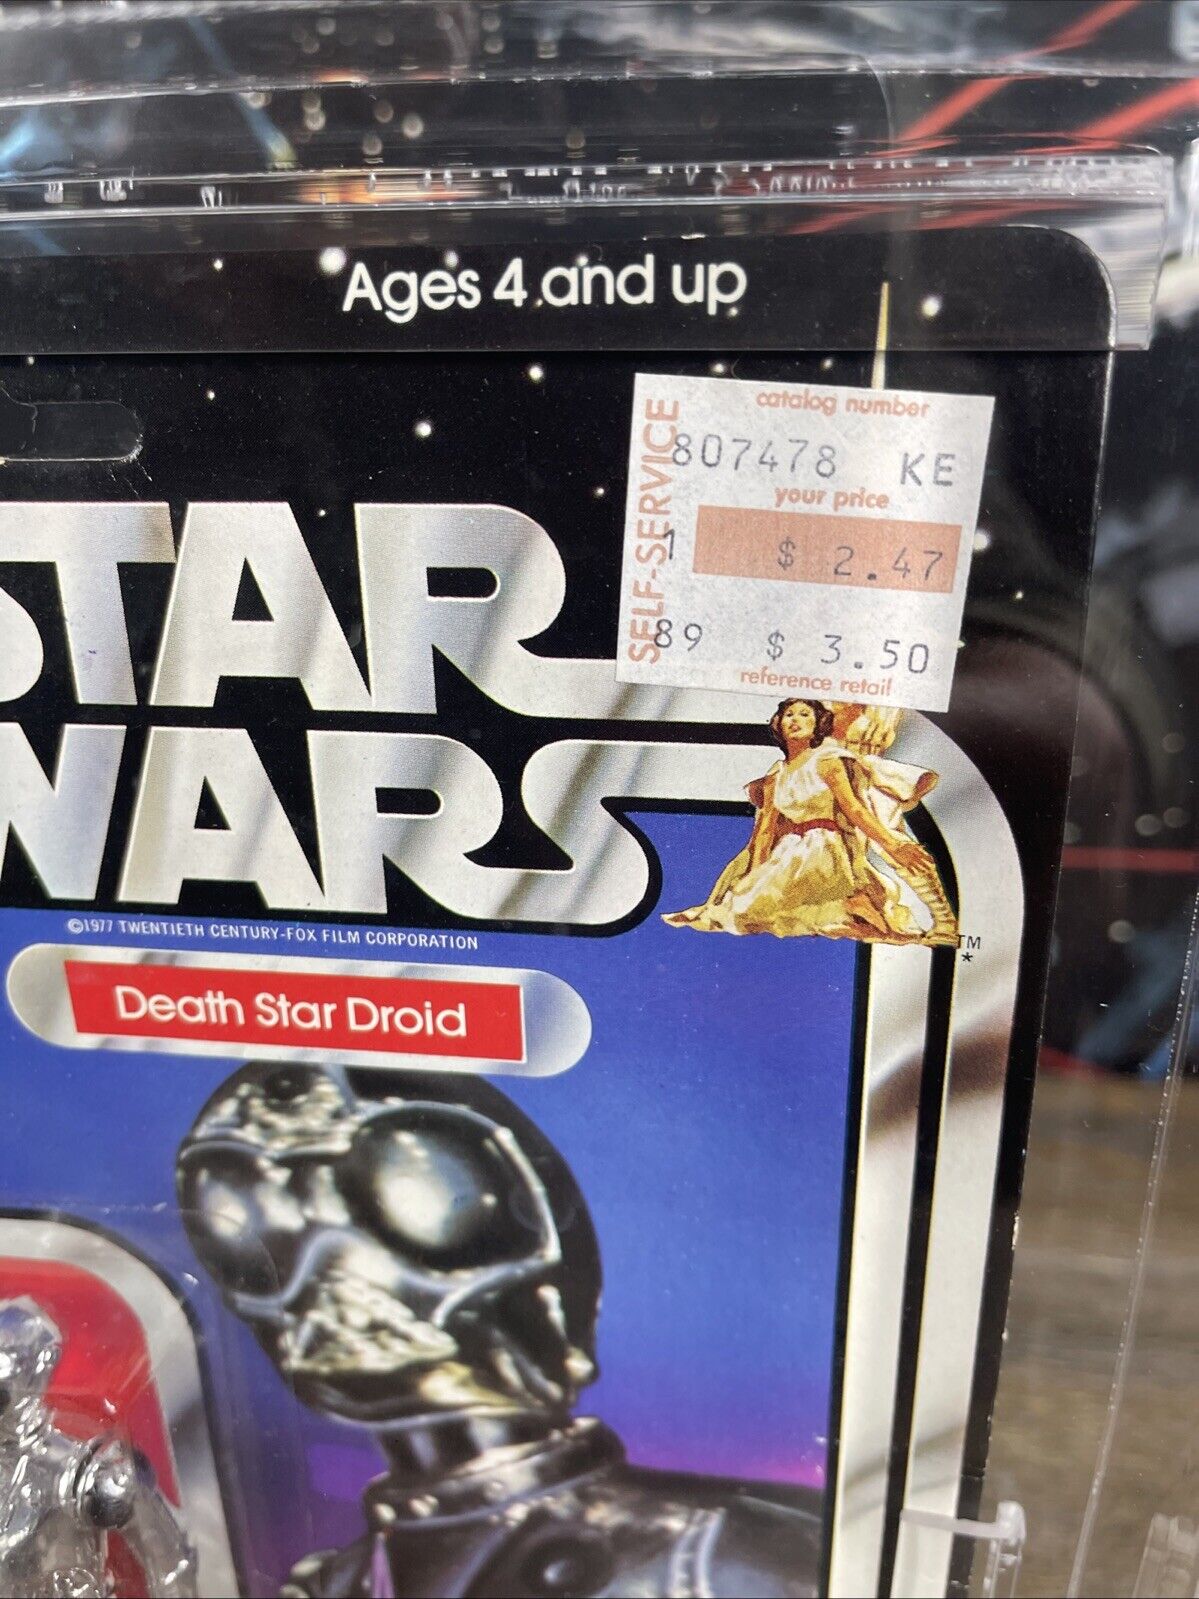 Ages 4 and up
catalog number
807478 KE
your price
SELF-SERVICE
1 $ 2.47
89 $ 3.50
reference retail
STAR
WARS
TM
*
©1977 TWENTIETH CENTURY-FOX FILM CORPORATION
Death Star Droid